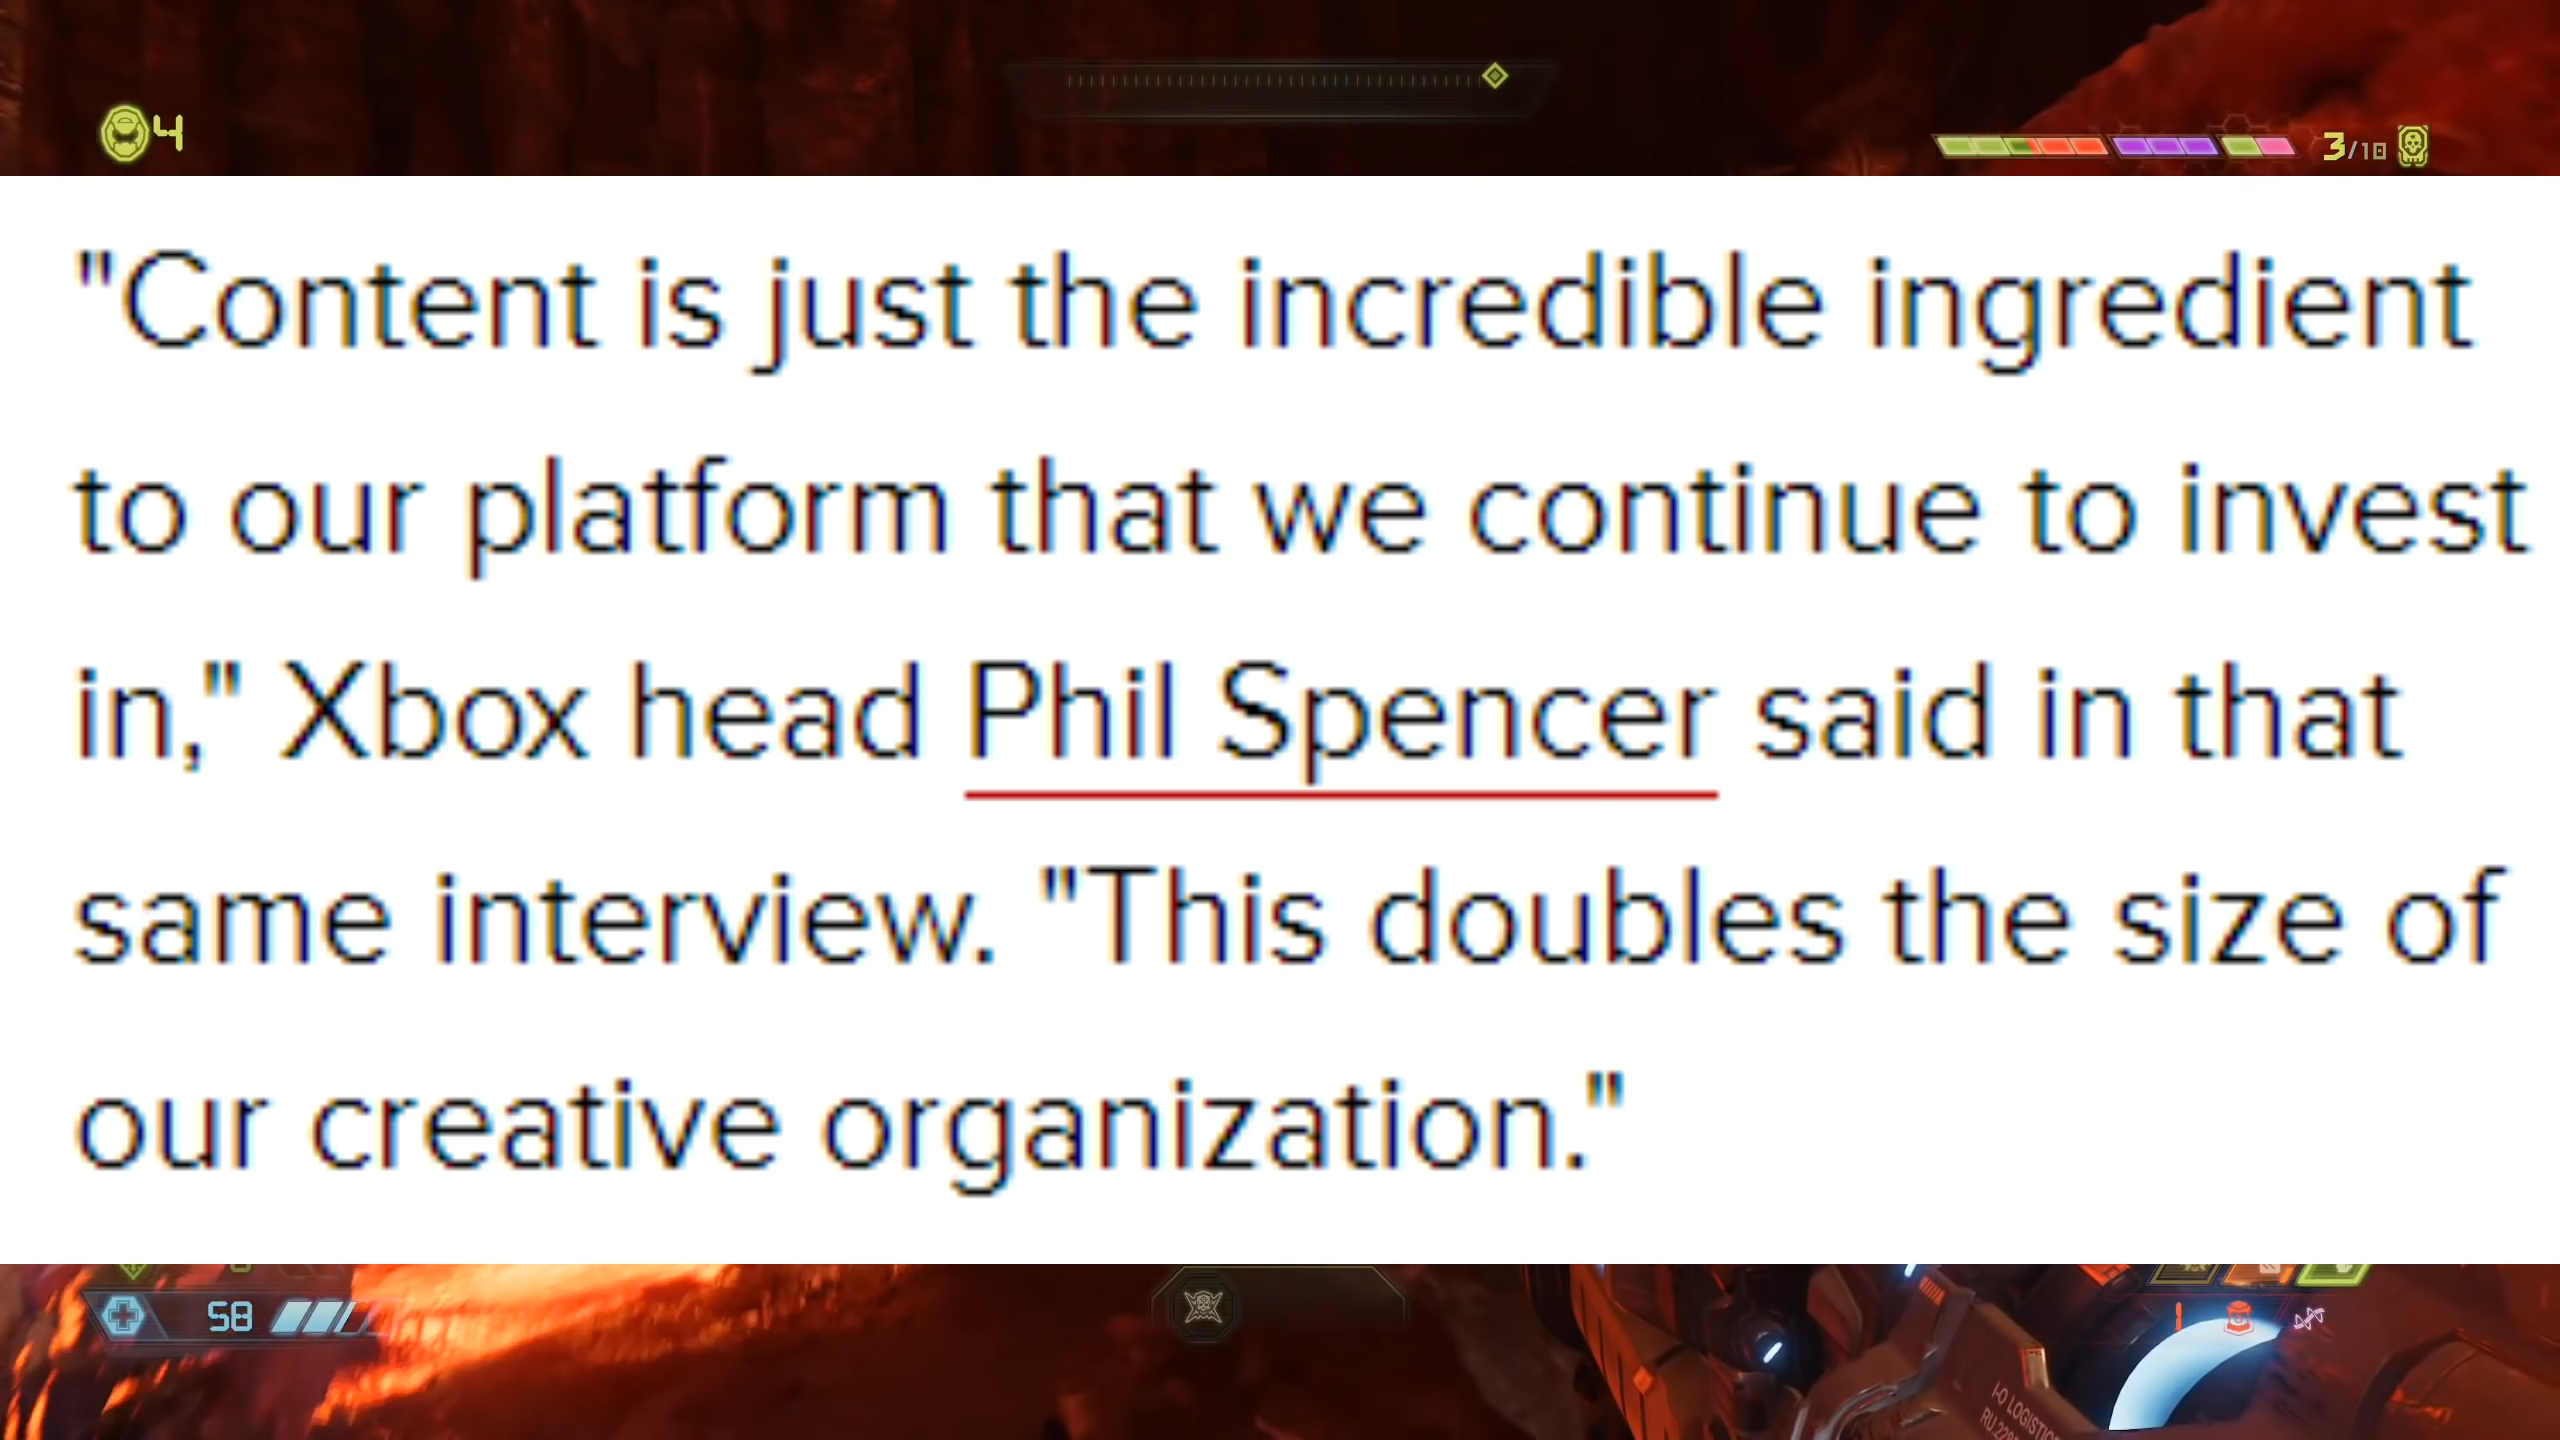 4
3/10
"Content is just the incredible ingredient
to our platform that we continue to invest
in," Xbox head Phil Spencer said in that
same interview. "This doubles the size of
our creative organization."
58
I-O LOGISTIC